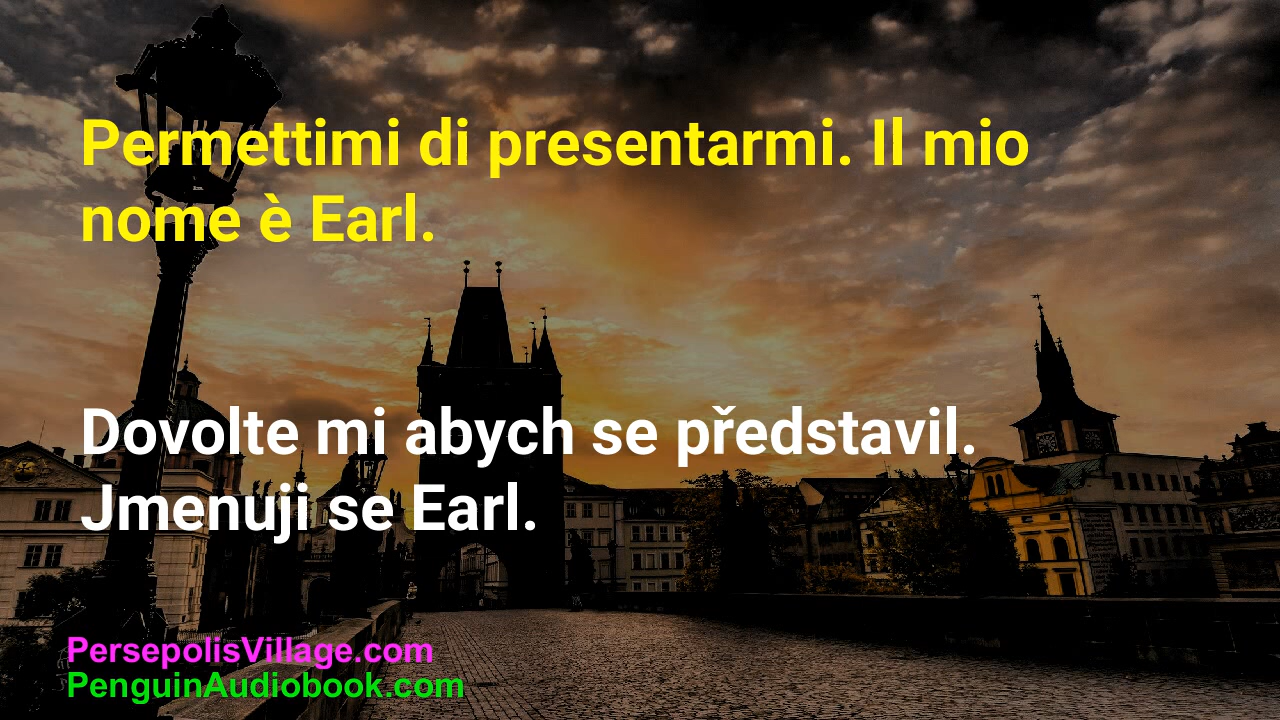 Permettimi di presentarmi. Il mio
nome è Earl.
Dovolte mi abych se představil.
Jmenuji se Earl.
PersepolisVillage.com
PenguinAudiobook.com